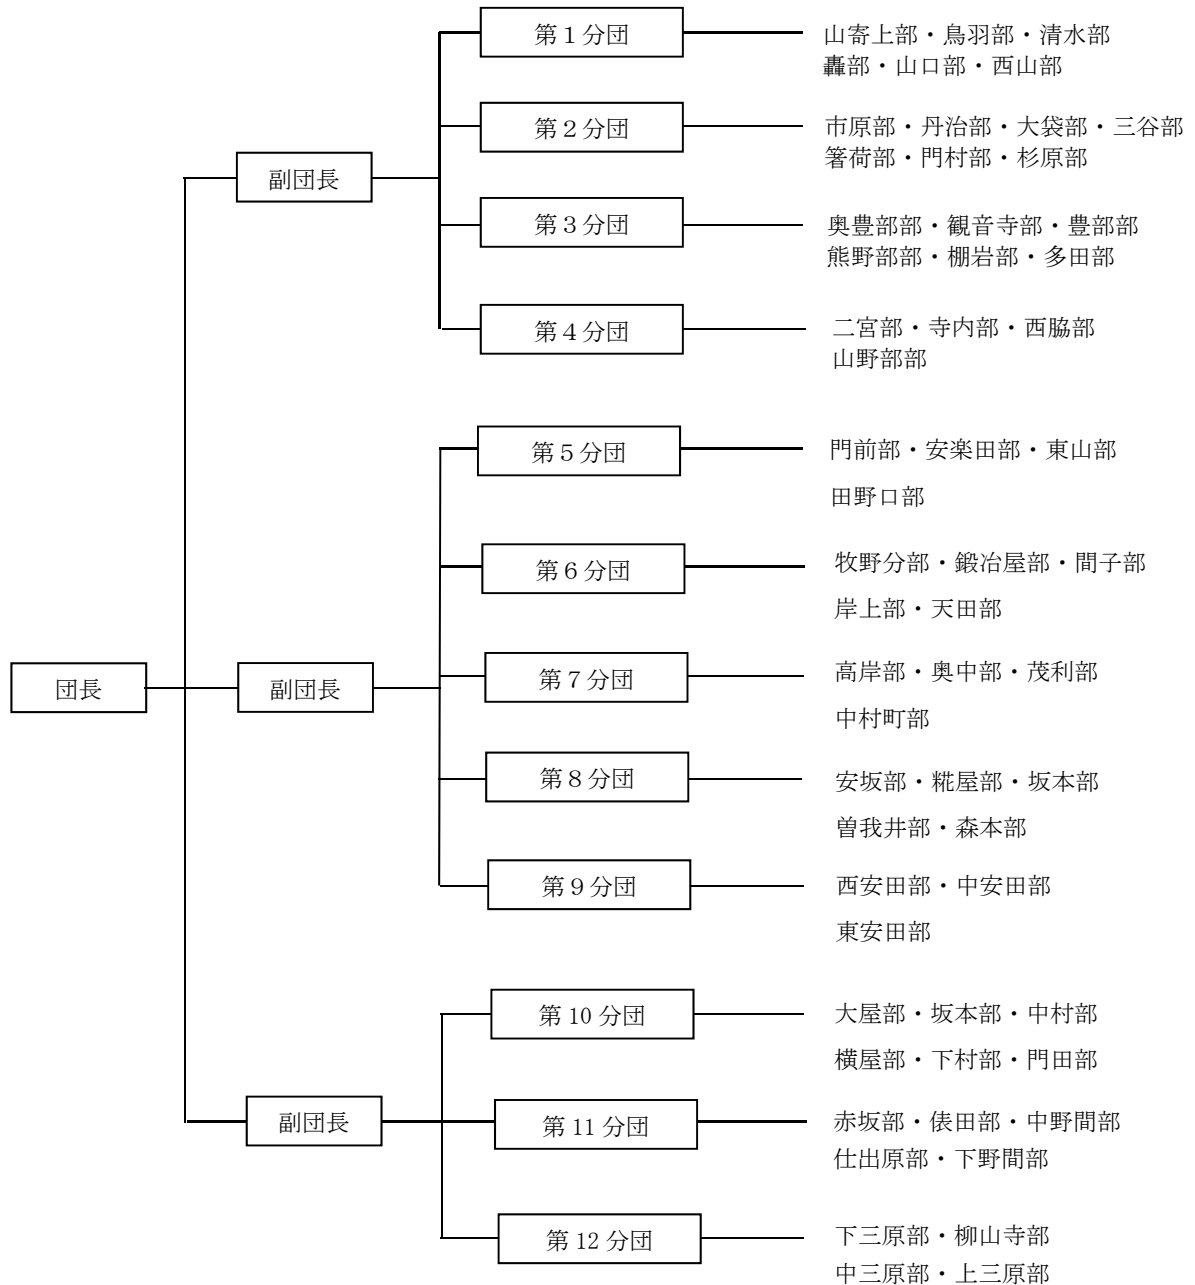 団長
副団長
第１分団
山寄上部・鳥羽部・清水部
轟部・山口部・西山部
第２分団
市原部・丹治部・大袋部・三谷部
箸荷部・門村部・杉原部
第３分団
奥豊部部・観音寺部・豊部部
熊野部部・棚岩部・多田部
第４分団
二宮部・寺内部・西脇部
山野部部
副団長
第５分団
門前部・安楽田部・東山部
田野口部
第６分団
牧野分部・鍛冶屋部・間子部
岸上部・天田部
第７分団
高岸部・奥中部・茂利部
中村町部
第８分団
安坂部・糀屋部・坂本部
曽我井部・森本部
第９分団
西安田部・中安田部
東安田部
副団長
第 10 分団
大屋部・坂本部・中村部
横屋部・下村部・門田部
第 11 分団
赤坂部・俵田部・中野間部
仕出原部・下野間部
第 12 分団
下三原部・柳山寺部
中三原部・上三原部